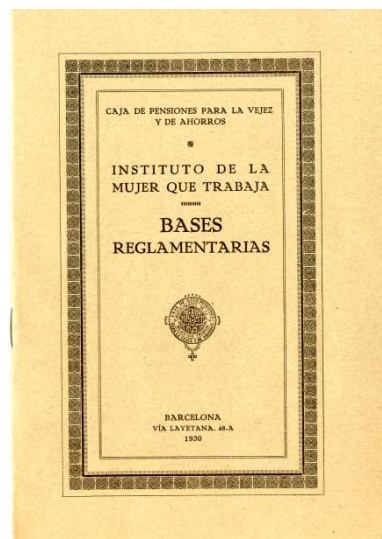 CAJA DE PENSIONES PARA LA VEJEZ
Y DE AHORROS
INSTITUTO DE LA
MUJER QUE TRABAJA
BASES
REGLAMENTARIAS
BARCELONA
VÍA LAYETANA, 48-A
1930